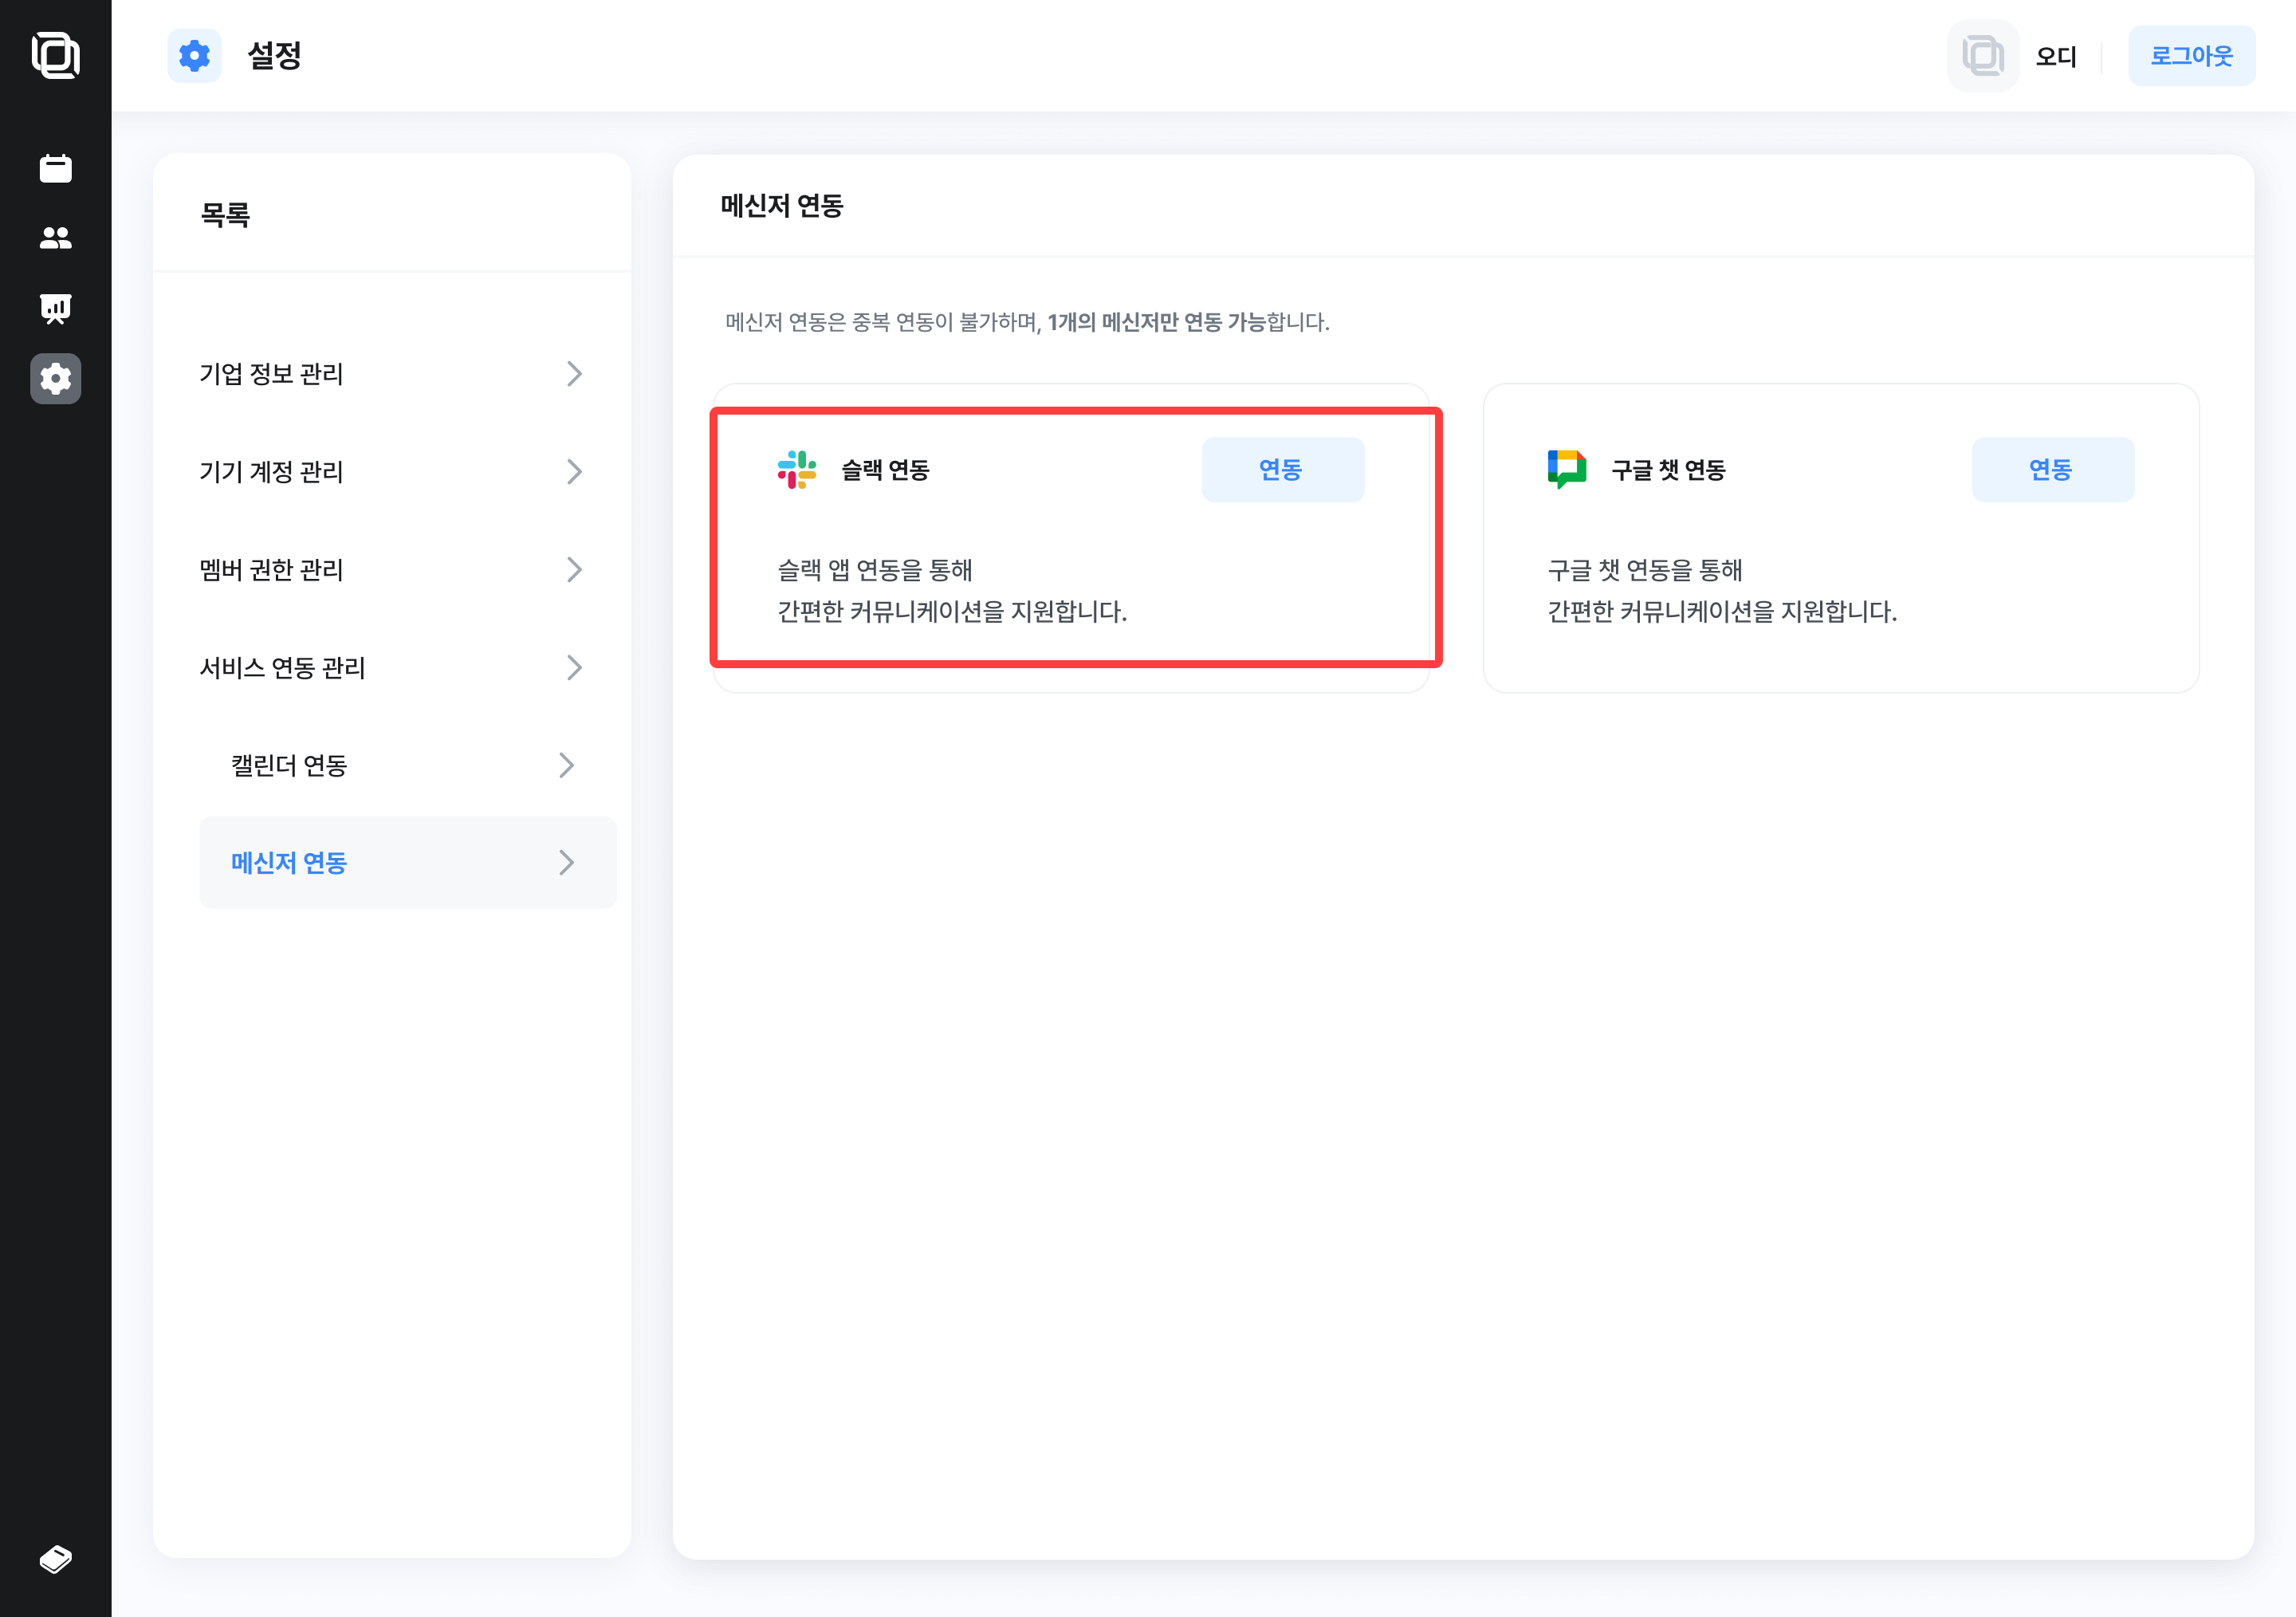 설정
오디
로그아웃
목록
기업 정보 관리
기기 계정 관리
멤버 권한 관리
서비스 연동 관리
캘린더 연동
메신저 연동
메신저 연동
메신저 연동은 중복 연동이 불가하며, 1개의 메신저만 연동 가능합니다.
슬랙 연동
연동
슬랙 앱 연동을 통해
간편한 커뮤니케이션을 지원합니다.
구글 챗 연동
연동
구글 챗 연동을 통해
간편한 커뮤니케이션을 지원합니다.